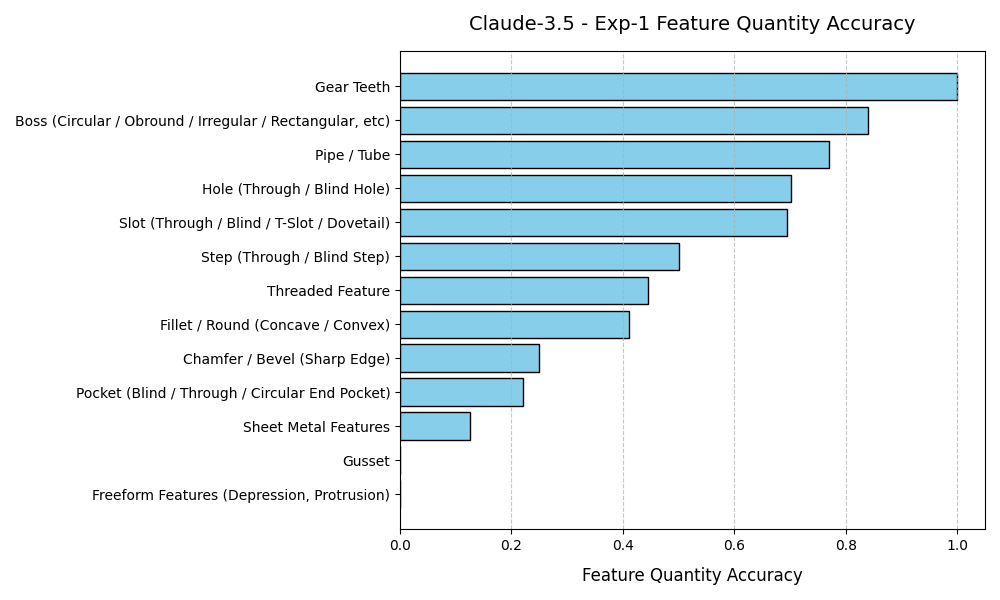 Claude-3.5 - Exp-1 Feature Quantity Accuracy
Gear Teeth
Boss (Circular / Obround / Irregular / Rectangular, etc)
Pipe / Tube
Hole (Through / Blind Hole)
Slot (Through / Blind / T-Slot / Dovetail)
Step (Through / Blind Step)
Threaded Feature
Fillet / Round (Concave / Convex)
Chamfer / Bevel (Sharp Edge)
Pocket (Blind / Through / Circular End Pocket)
Sheet Metal Features
Gusset
Freeform Features (Depression, Protrusion)
0.0 0.2 0.4 0.6 0.8 1.0
Feature Quantity Accuracy